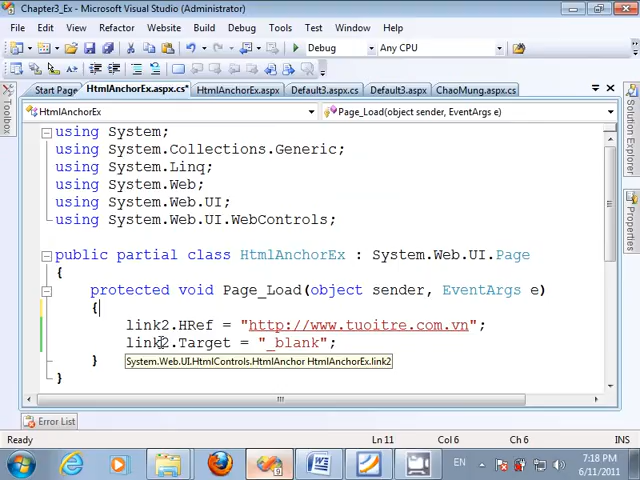 Chapter3_Ex - Microsoft Visual Studio (Administrator)
File Edit View Refactor Website Build Debug Tools Test Window Help
Debug Any CPU
Start Page HtmlAnchorEx.aspx.cs* HtmlAnchorEx.aspx Default3.aspx.cs Default3.aspx ChaoMung.aspx.cs
HtmlAnchorEx Page_Load(object sender, EventArgs e)
Toolbox
Solution Explorer
Properties
using System;
using System.Collections.Generic;
using System.Linq;
using System.Web;
using System.Web.UI;
using System.Web.UI.WebControls;
public partial class HtmlAnchorEx : System.Web.UI.Page
{
protected void Page_Load(object sender, EventArgs e)
{
link2.HRef = "http://www.tuoitre.com.vn";
link2.Target = "_blank";
} System.Web.UI.HtmlControls.HtmlAnchor HtmlAnchorEx.link2
}
Error List
Ready Ln 11 Col 6 Ch 6 INS
EN 7:18 PM
6/11/2011